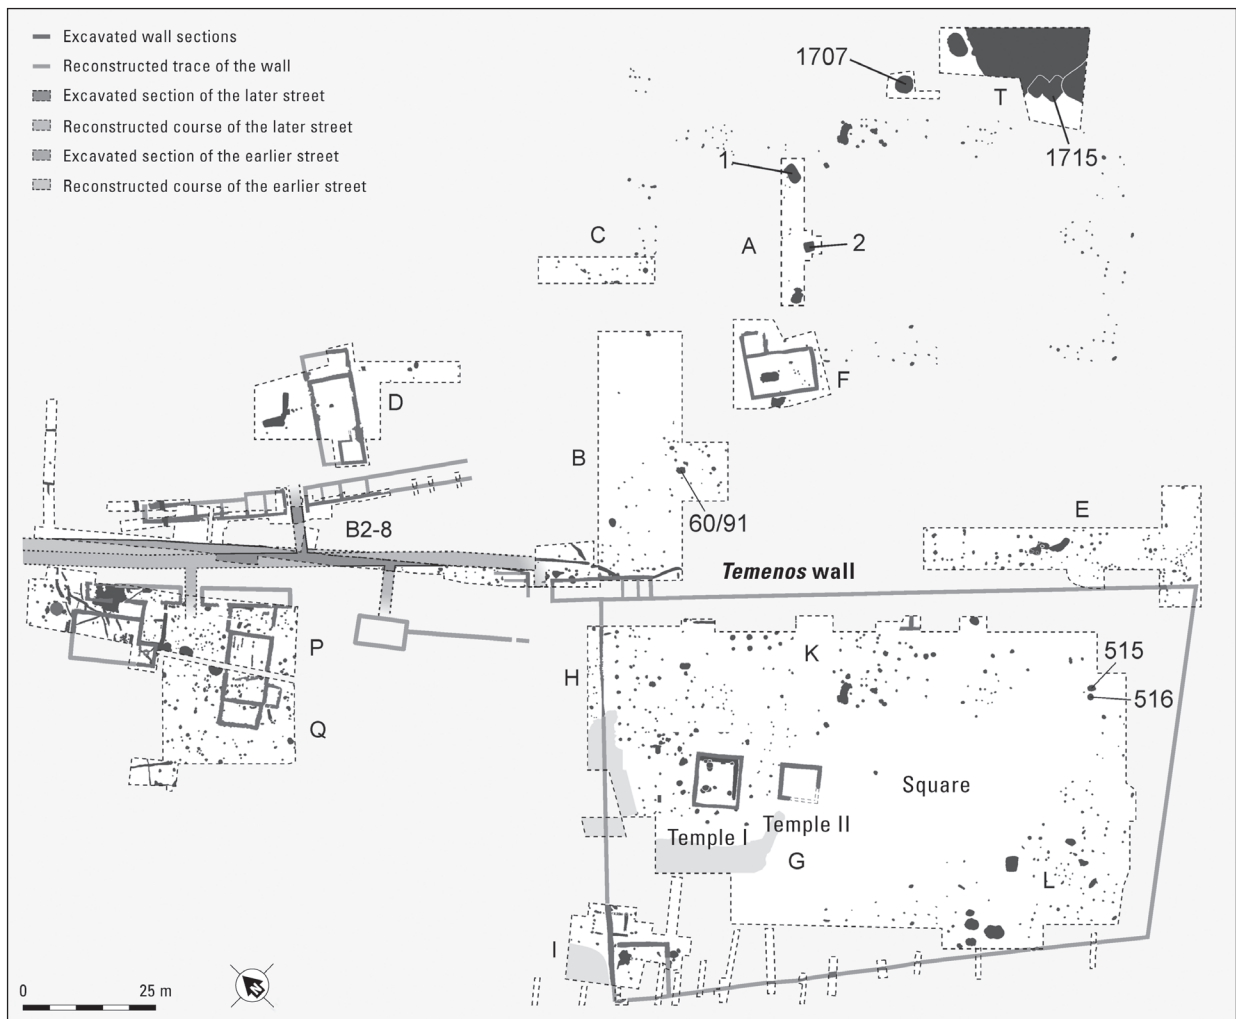 Excavated wall sections
Reconstructed trace of the wall
Excavated section of the later street
Reconstructed course of the later street
Excavated section of the earlier street
Reconstructed course of the earlier street
1707
T
1715
1
C
A
2
F
D
B
60/91
E
B2-8
Temenos wall
P
H
K
515
516
Q
Square
Temple I
Temple II
G
L
I
N
0 25 m